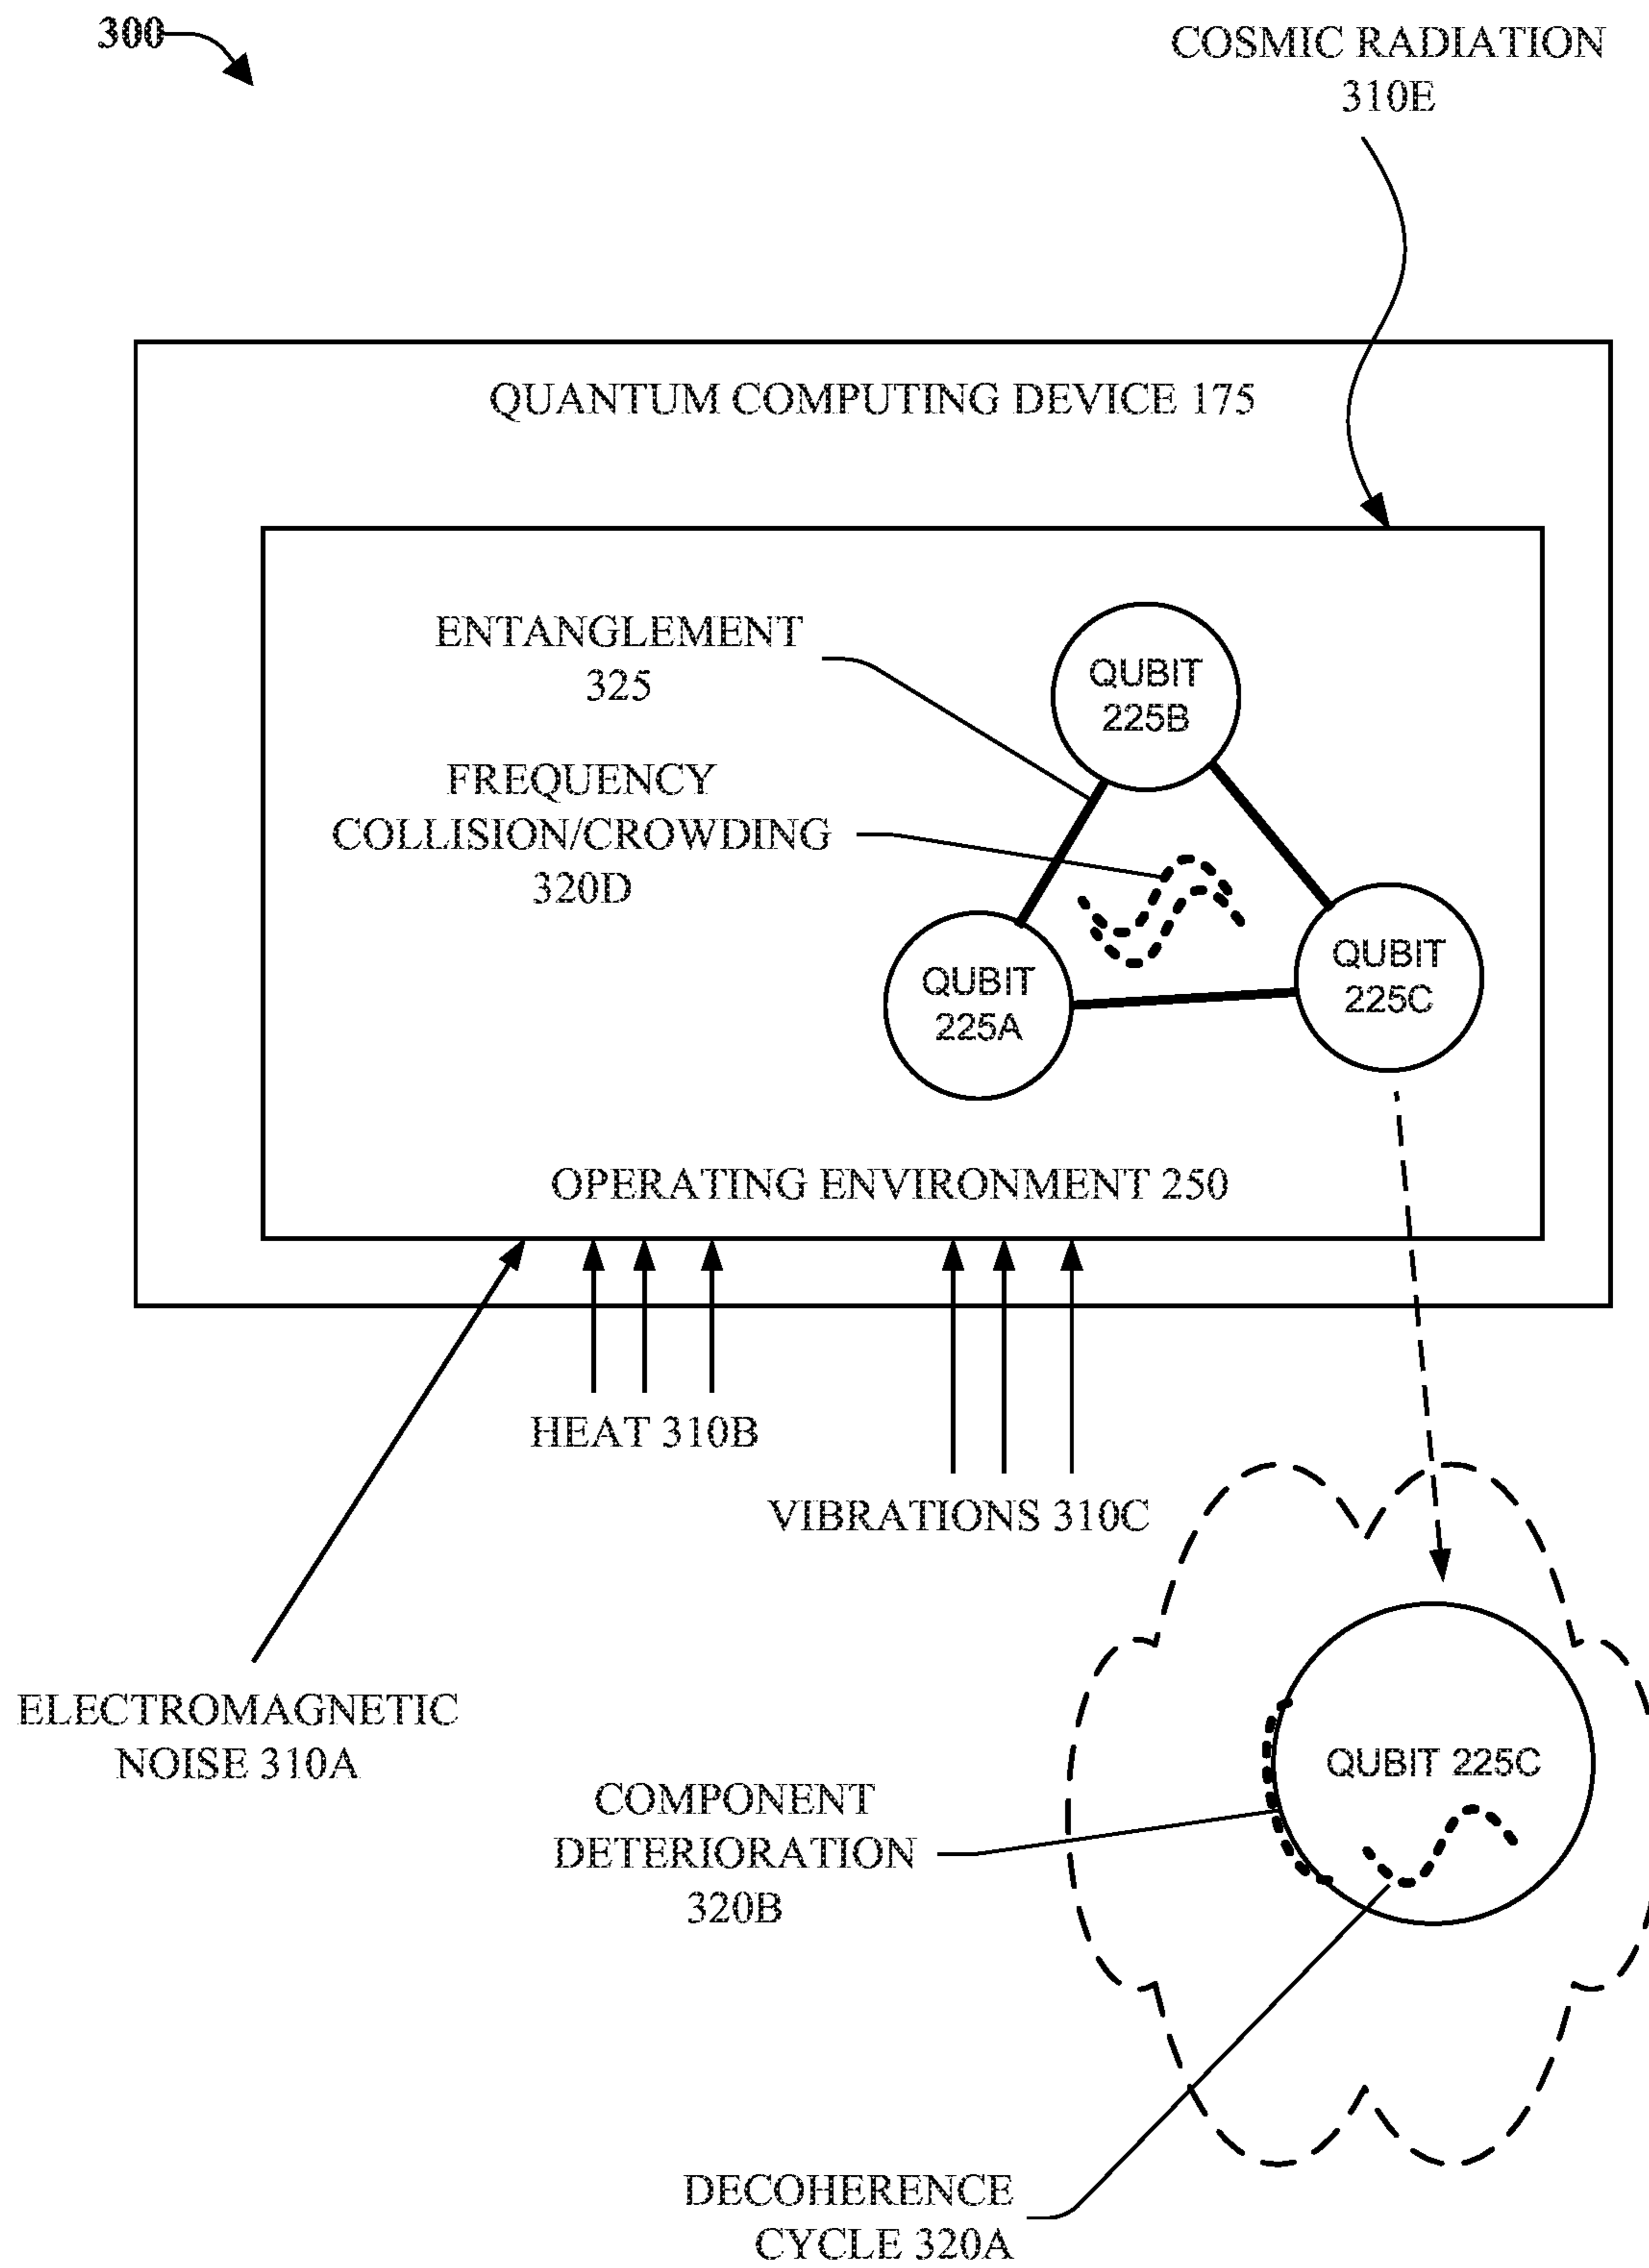 300
COSMIC RADIATION
310E
QUANTUM COMPUTING DEVICE 175
ENTANGLEMENT
325
QUBIT
225B
FREQUENCY
COLLISION/CROWDING
320D
QUBIT
225A
QUBIT
225C
OPERATING ENVIRONMENT 250
HEAT 310B
VIBRATIONS 310C
ELECTROMAGNETIC
NOISE 310A
QUBIT 225C
COMPONENT
DETERIORATION
320B
DECOHERENCE
CYCLE 320A